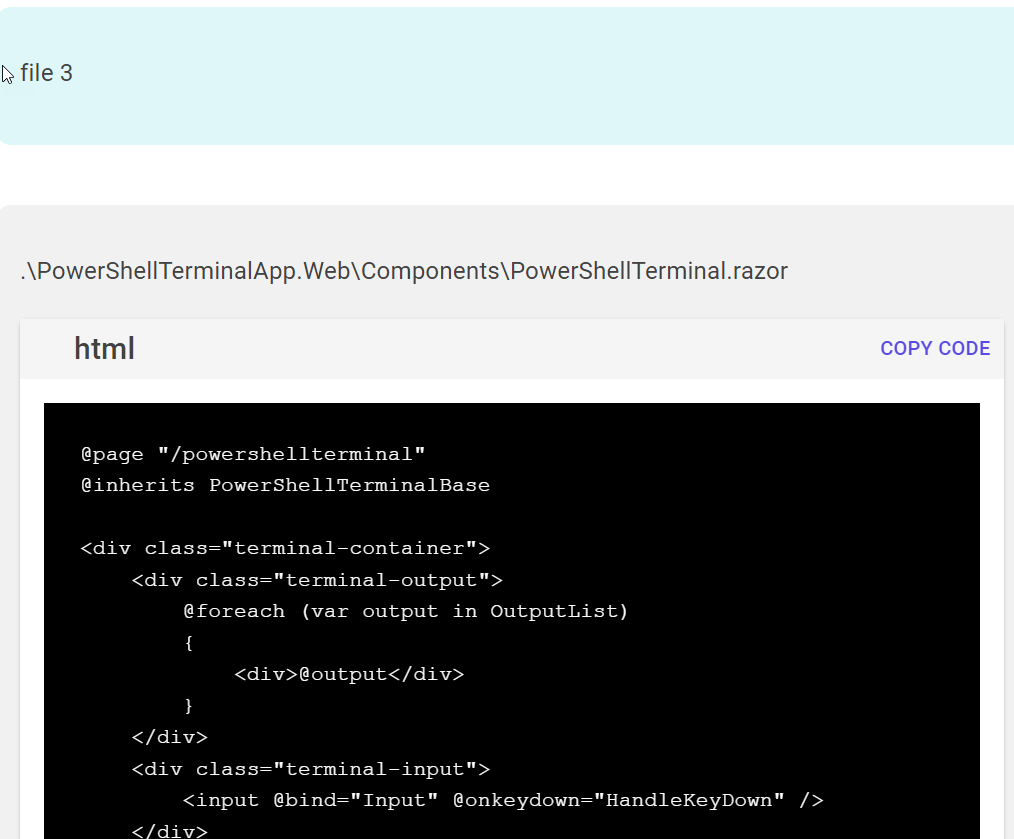 file 3
.\PowerShellTerminalApp.Web\Components\PowerShellTerminal.razor
html
COPY CODE
@page "/powershellterminal"
@inherits PowerShellTerminalBase
<div class="terminal-container">
    <div class="terminal-output">
        @foreach (var output in OutputList)
        {
            <div>@output</div>
        }
    </div>
    <div class="terminal-input">
        <input @bind="Input" @onkeydown="HandleKeyDown" />
    </div>